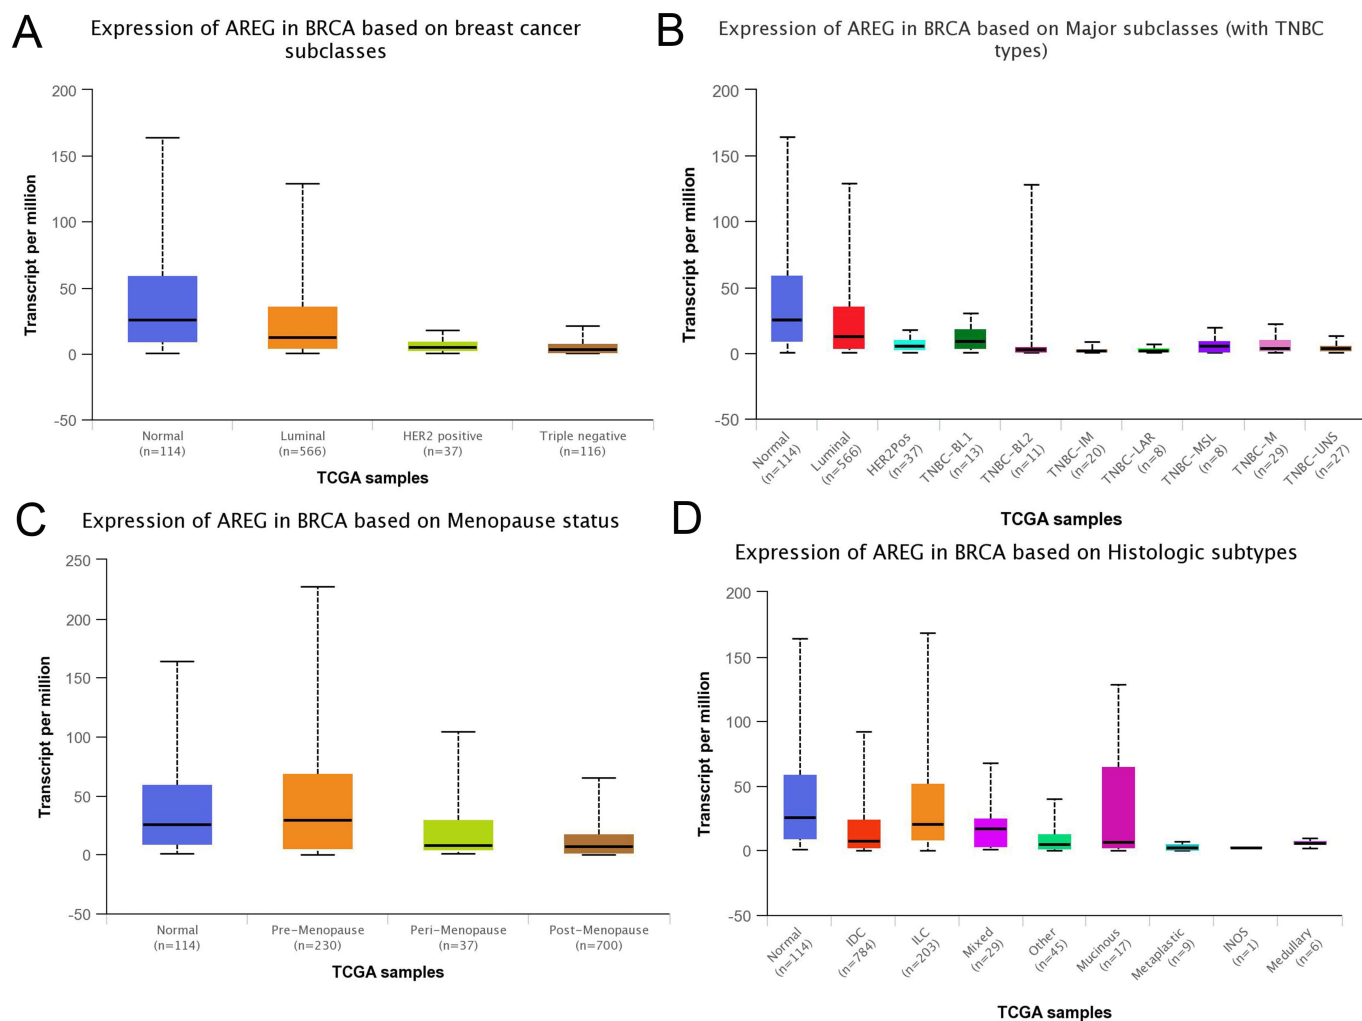 A
Expression of AREG in BRCA based on breast cancer
subclasses
Transcript per million
200
150
100
50
0
-50
Normal
(n=114)
Luminal
(n=566)
HER2 positive
(n=37)
Triple negative
(n=116)
TCGA samples
B
Expression of AREG in BRCA based on Major subclasses (with TNBC
types)
Transcript per million
200
150
100
50
0
-50
Normal
(n=114)
Luminal
(n=566)
HER2Pos
(n=37)
TNBC-BL1
(n=13)
TNBC-BL2
(n=11)
TNBC-IM
(n=20)
TNBC-LAR
(n=8)
TNBC-MSL
(n=8)
TNBC-M
(n=29)
TNBC-UNS
(n=27)
TCGA samples
C
Expression of AREG in BRCA based on Menopause status
Transcript per million
250
200
150
100
50
0
-50
Normal
(n=114)
Pre-Menopause
(n=230)
Peri-Menopause
(n=37)
Post-Menopause
(n=700)
TCGA samples
D
Expression of AREG in BRCA based on Histologic subtypes
Transcript per million
200
150
100
50
0
-50
Normal
(n=114)
IDC
(n=784)
ILC
(n=203)
Mixed
(n=29)
Other
(n=45)
Mucinous
(n=17)
Metaplastic
(n=9)
INOS
(n=1)
Medullary
(n=6)
TCGA samples